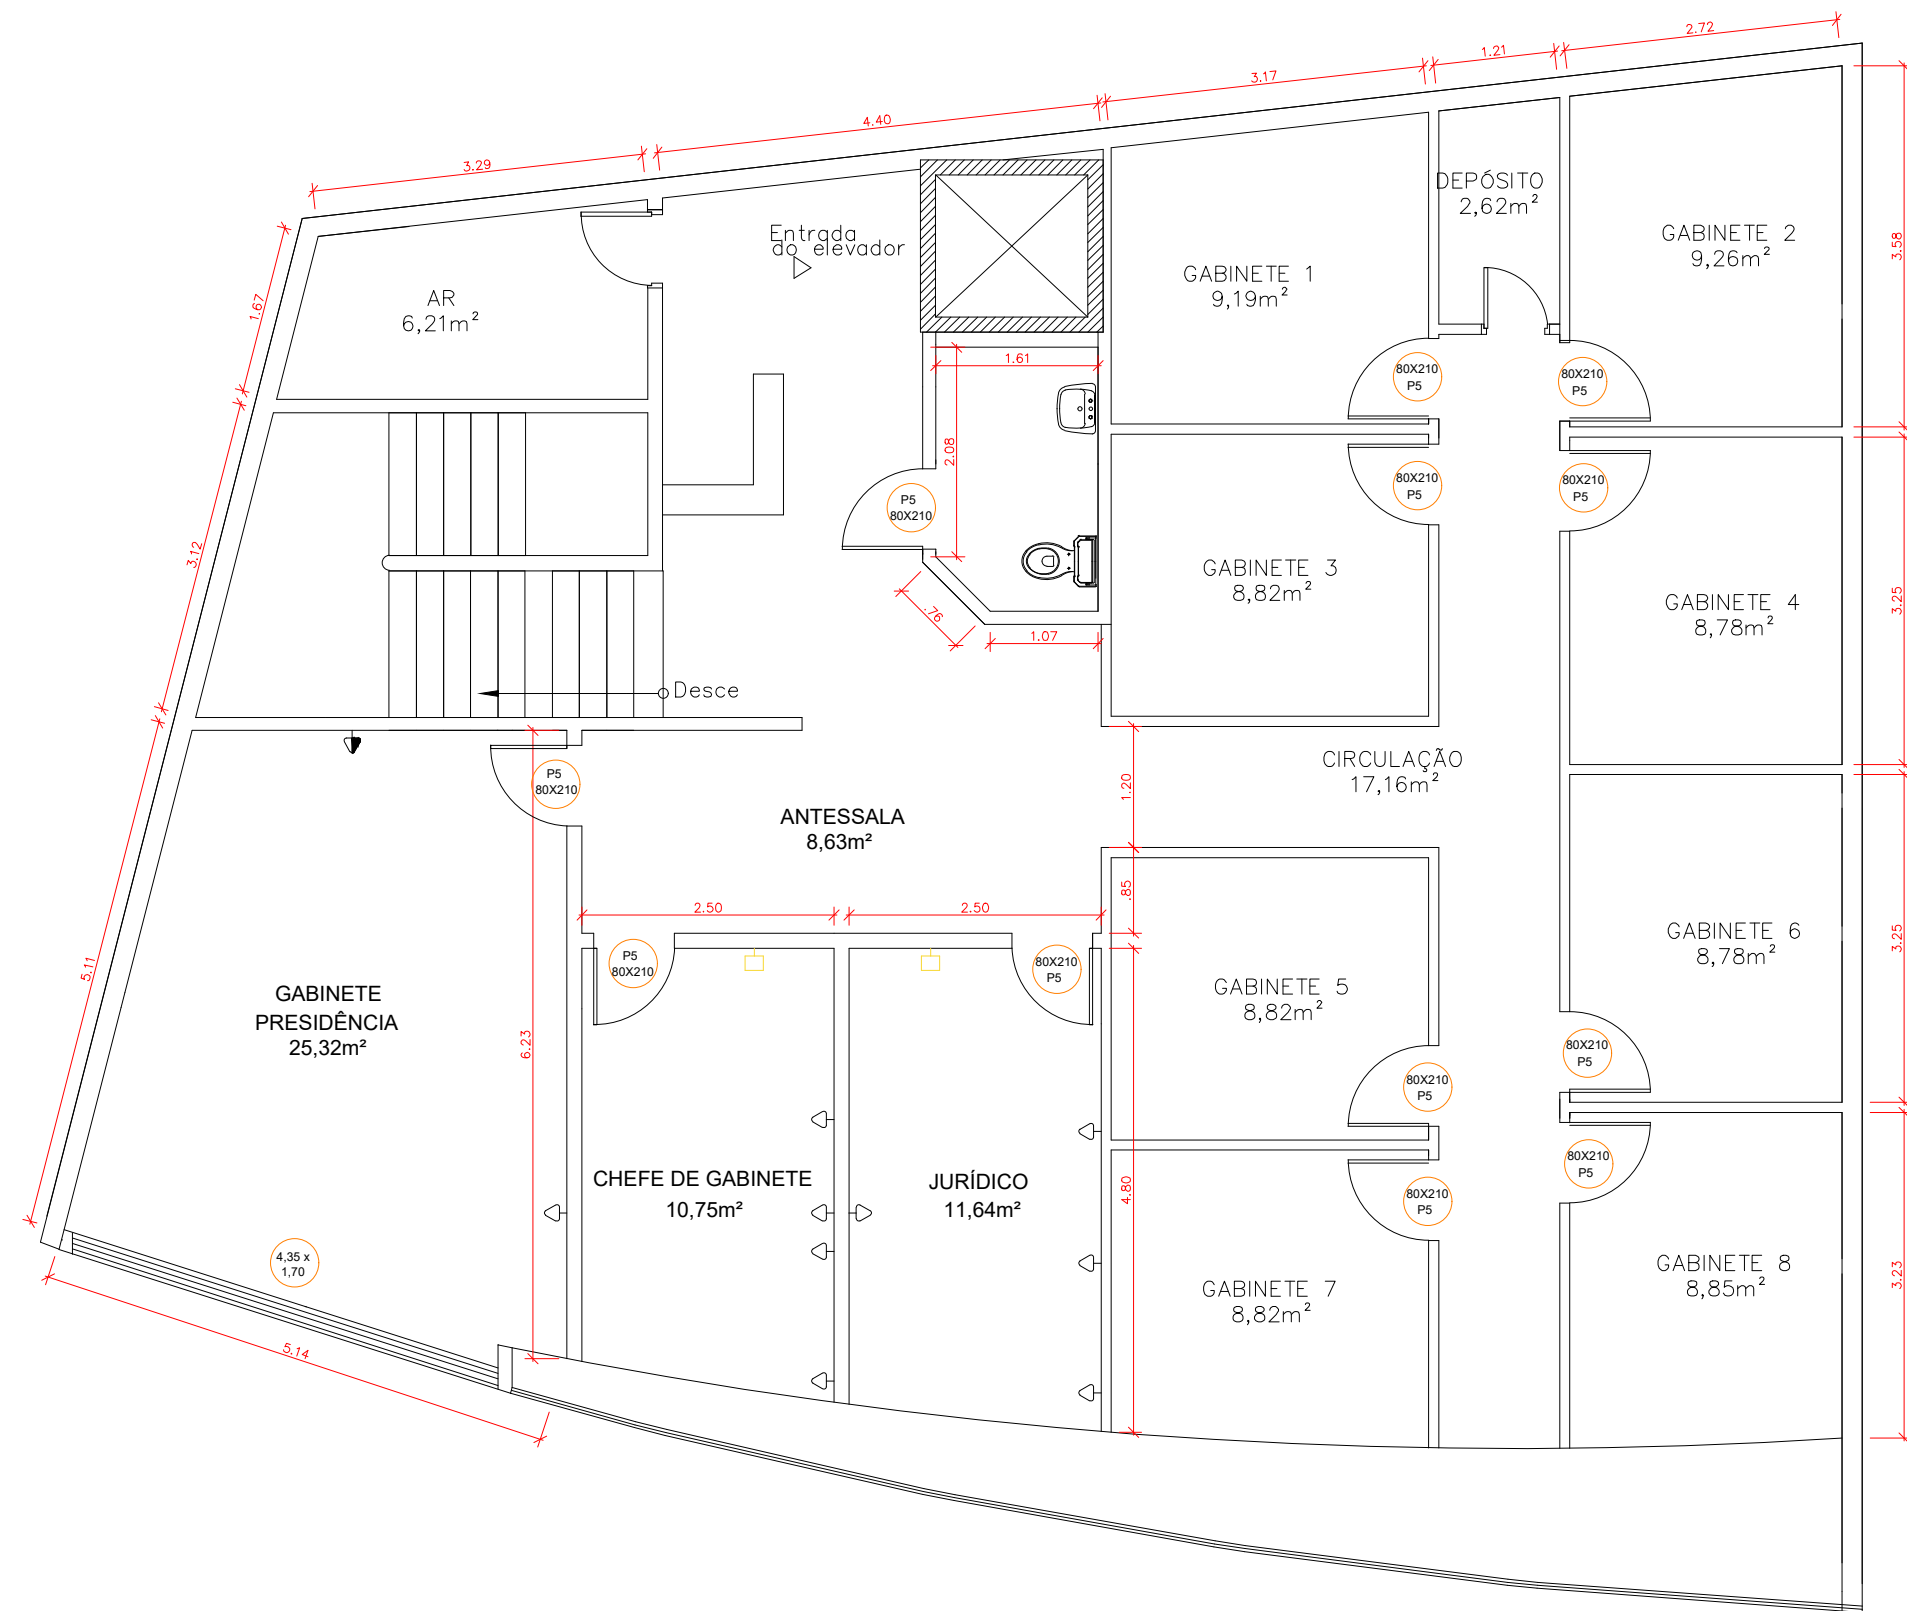 2.72
1.21
3.17
4.40
3.29
DEPÓSITO
2,62m²
GABINETE 2
9,26m²
Entrada
do elevador
GABINETE 1
9,19m²
3.58
AR
6,21m²
1.67
1.61
80X210
P5
80X210
P5
2.08
80X210
P5
80X210
P5
P5
80X210
3.12
GABINETE 3
8,82m²
GABINETE 4
8,78m²
3.25
.76
1.07
Desce
CIRCULAÇÃO
17,16m²
P5
80X210
1.20
ANTESSALA
8,63m²
.85
2.50
2.50
GABINETE 6
8,78m²
3.25
P5
80X210
80X210
P5
5.11
GABINETE
PRESIDÊNCIA
25,32m²
GABINETE 5
8,82m²
6.23
80X210
P5
80X210
P5
CHEFE DE GABINETE
10,75m²
JURÍDICO
11,64m²
4.80
80X210
P5
80X210
P5
4,35 x
1,70
GABINETE 7
8,82m²
GABINETE 8
8,85m²
3.23
5.14